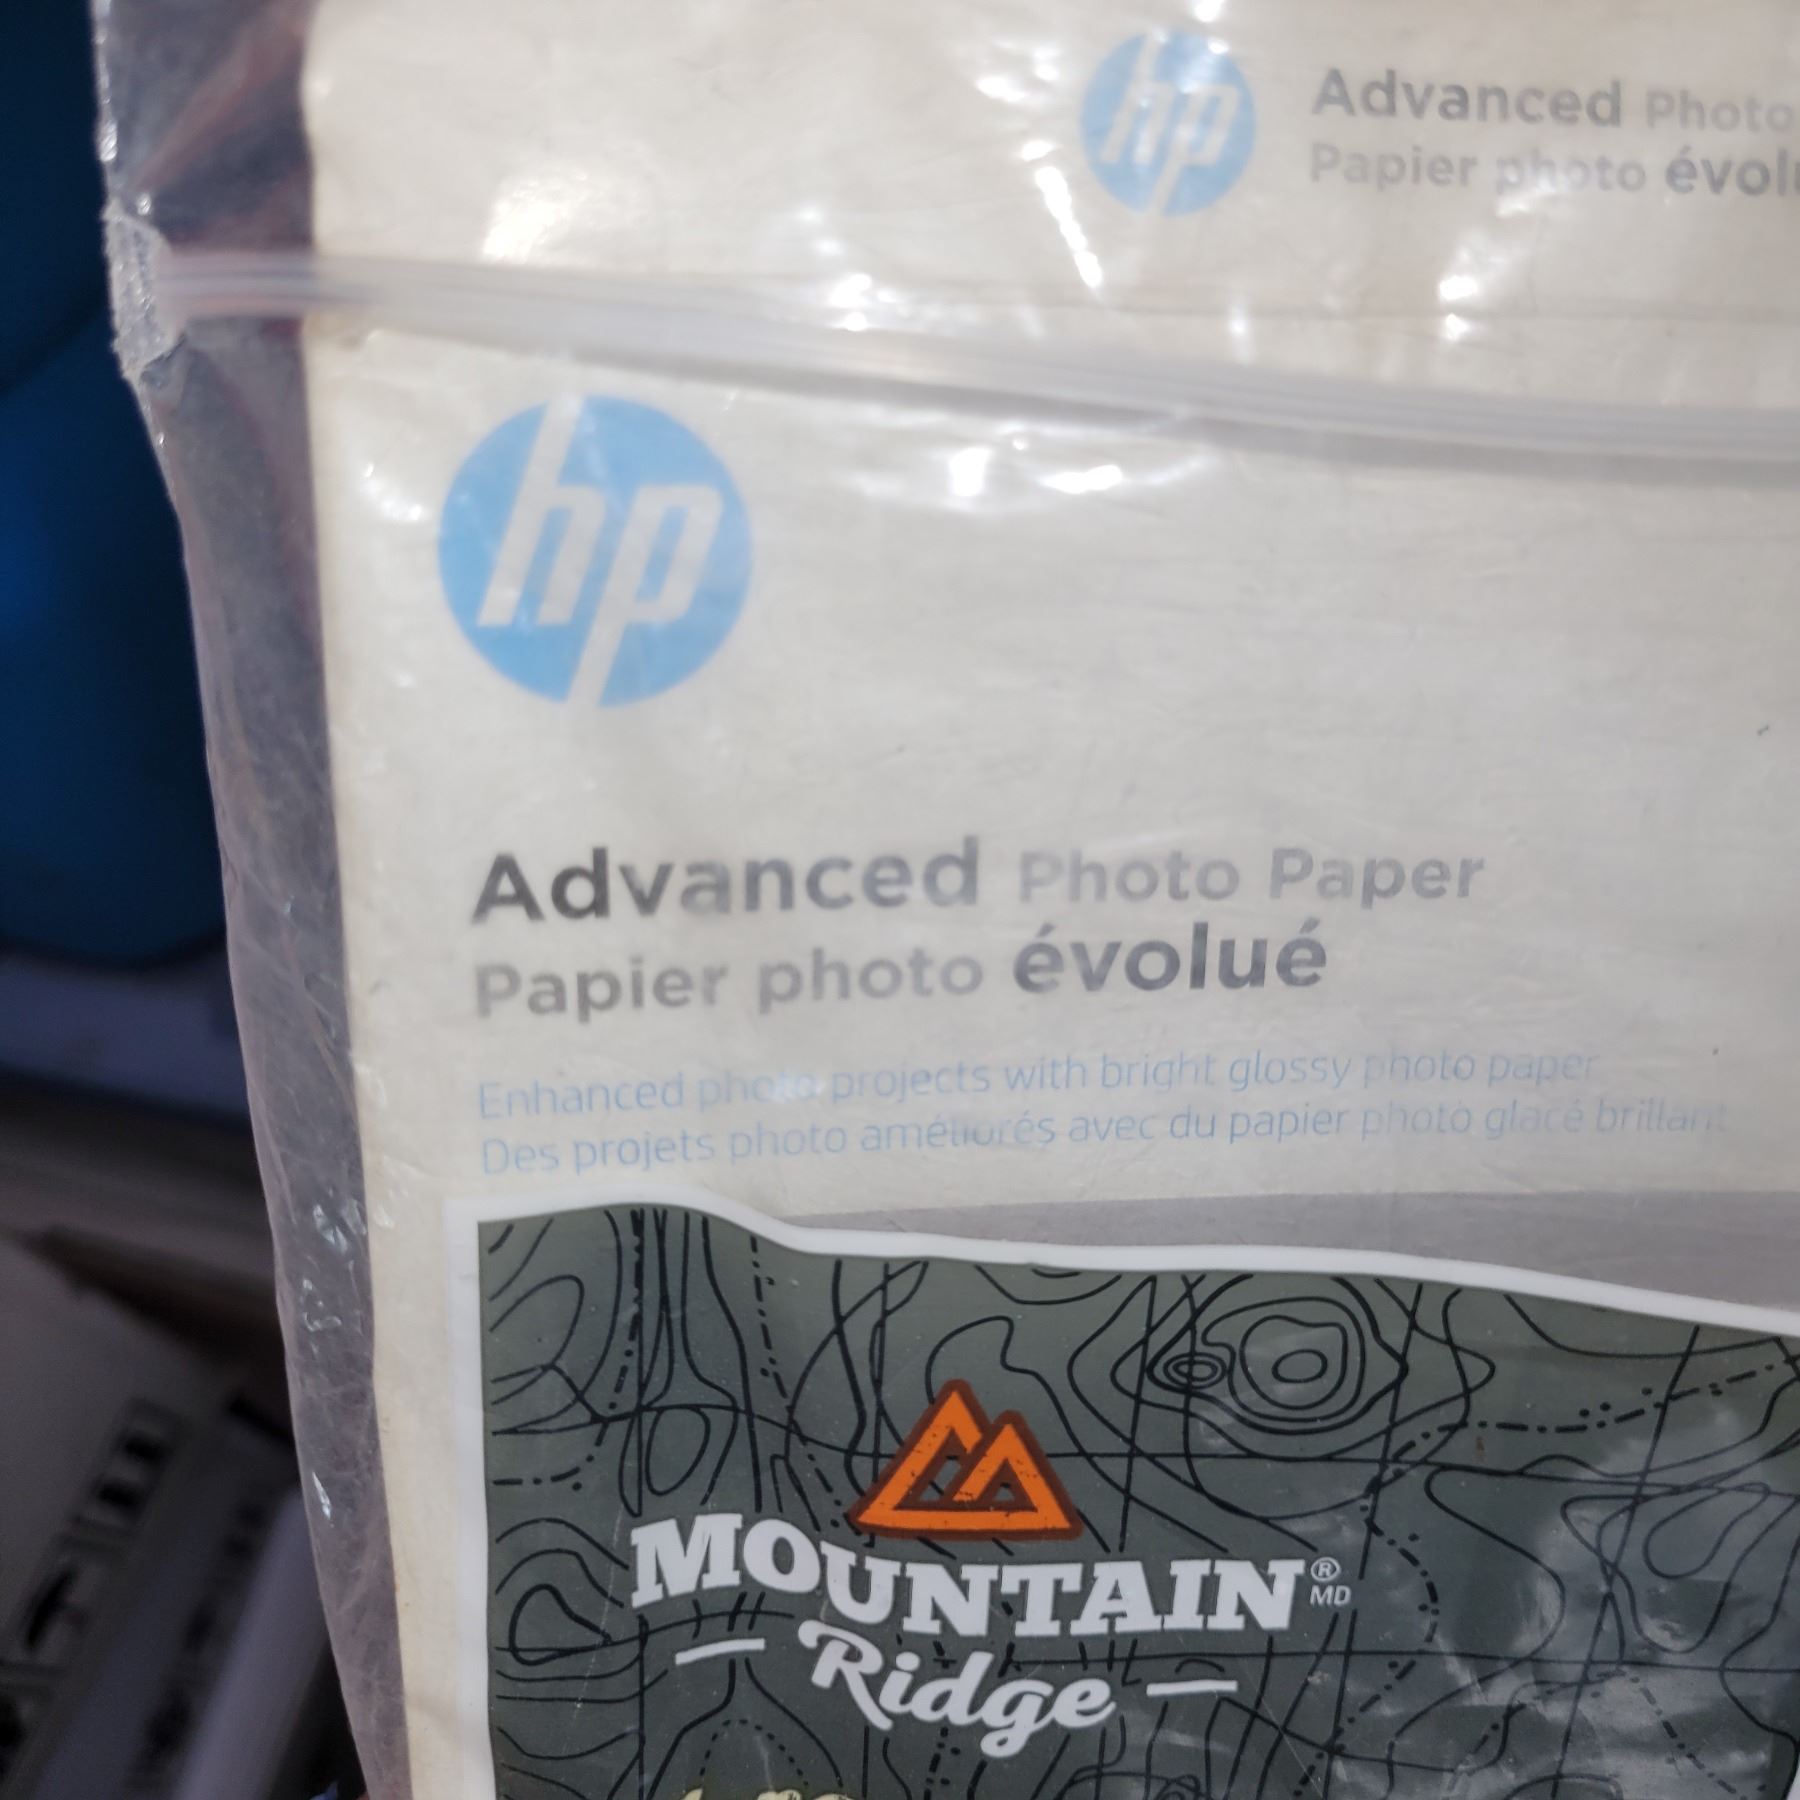 hp
Advanced Photo
Papier photo
hp
Advanced Photo Paper
Papier photo évolué
Enhanced photo projects with bright glossy photo paper
Des projets photo améliorés avec du papier photo glacé brillant
MOUNTAIN® MD
Ridge